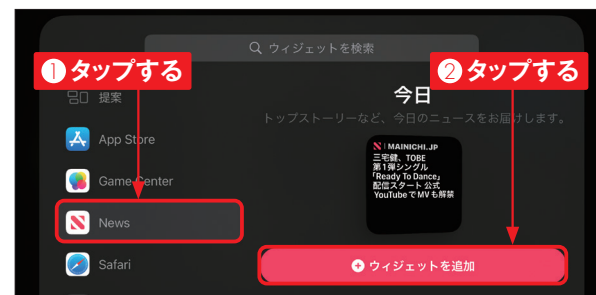 ウィジェットを検索
①タップする
②タップする
提案
今日
トップストーリーなど、今日のニュースをお届けします。
App Store
MAINICHI.JP
三宅健、TOBE
第1弾シングル
「Ready To Dance」
配信スタート 公式
YouTubeでMVも解禁
Game Center
News
Safari
ウィジェットを追加